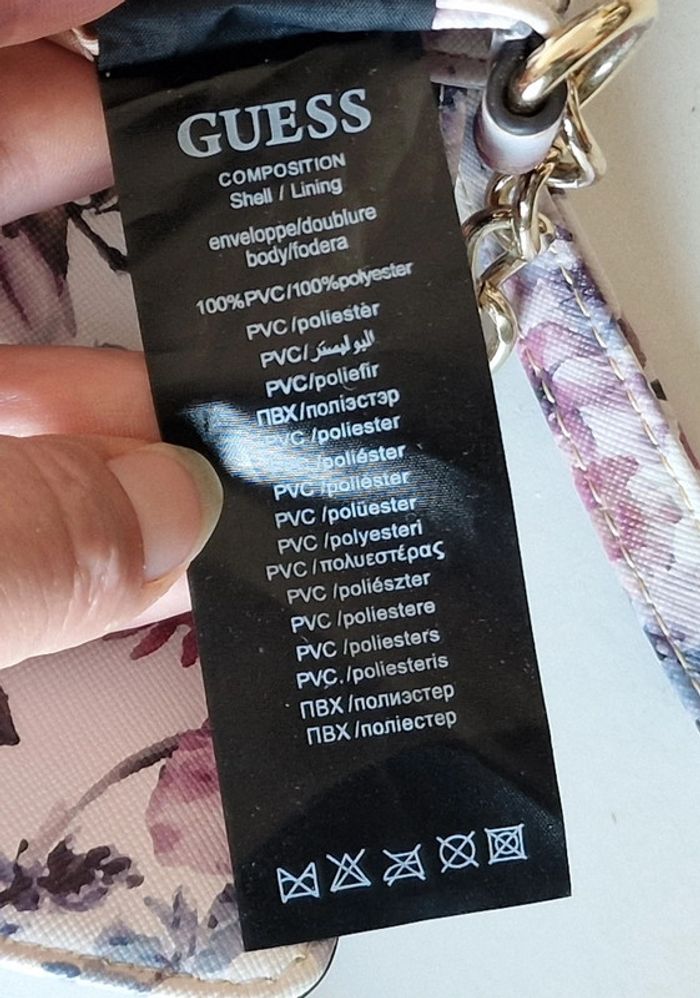 GUESS
COMPOSITION
Shell / Lining
enveloppe/doublure
body/fodera
100%PVC/100%polyester
PVC/poliestèr
PVC/البوليستر
PVC/poliefir
ПВХ/полiэстэр
PVC /poliester
/poliéster
PVC /poliéster
PVC /polüester
PVC /polyesteri
PVC /πολυεστέρας
PVC /poliészter
PVC /poliestere
PVC /poliesters
PVC./poliesteris
ПВХ /полиэстер
ПВХ /поліестер